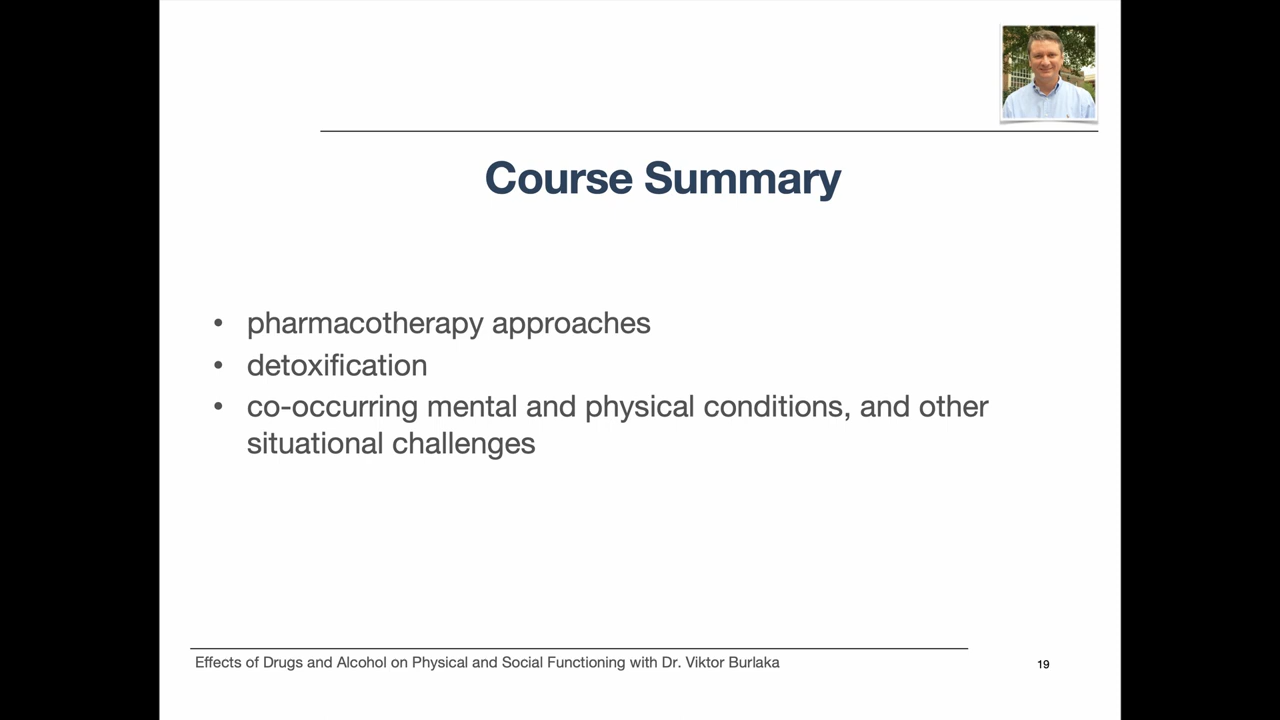 Course Summary
• pharmacotherapy approaches
• detoxification
• co-occurring mental and physical conditions, and other
situational challenges
Effects of Drugs and Alcohol on Physical and Social Functioning with Dr. Viktor Burlaka
19